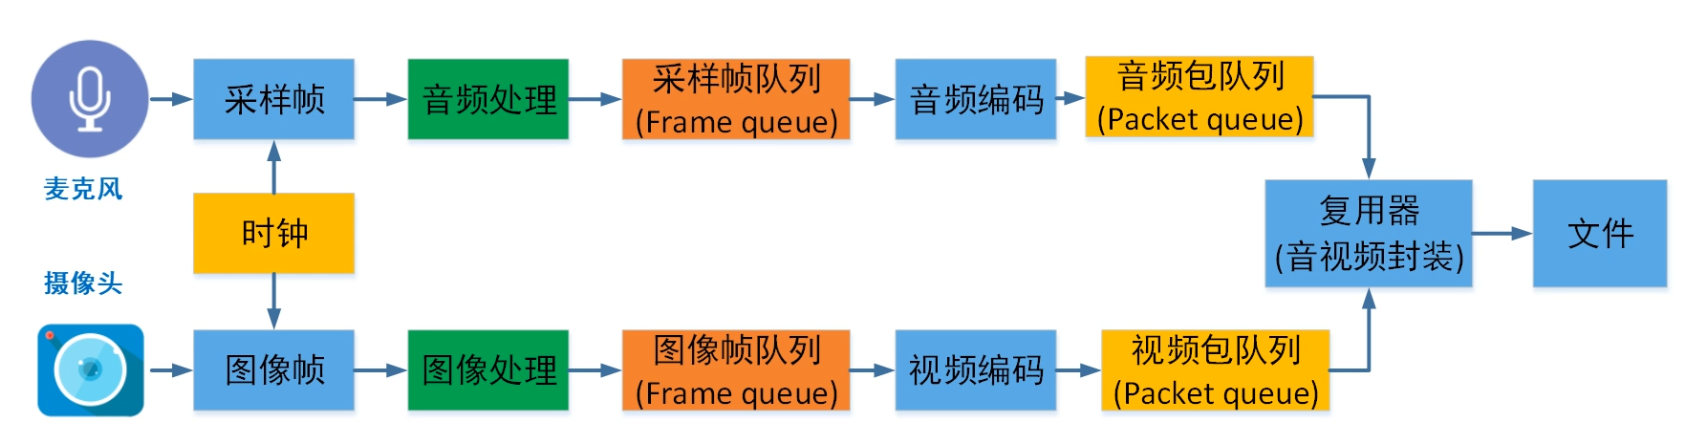 麦克风
采样帧
音频处理
采样帧队列
(Frame queue)
音频编码
音频包队列
(Packet queue)
时钟
复用器
(音视频封装)
文件
摄像头
图像帧
图像处理
图像帧队列
(Frame queue)
视频编码
视频包队列
(Packet queue)